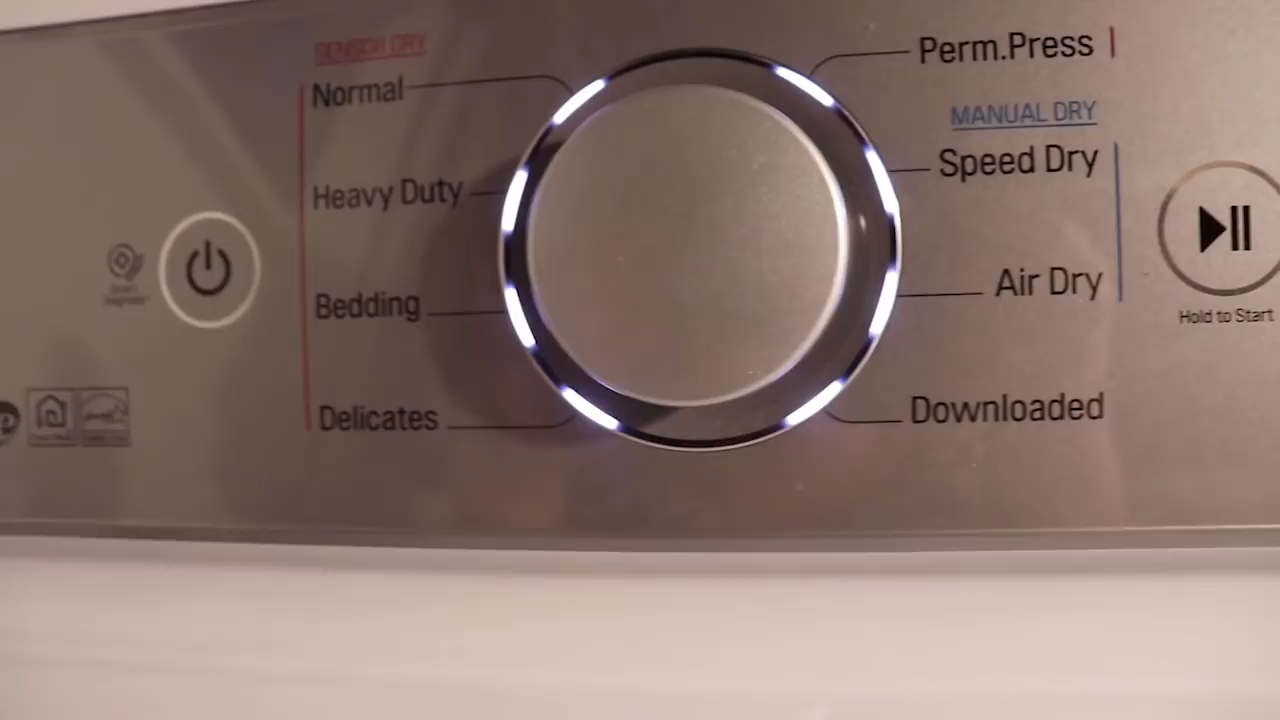 SENSOR DRY
Normal
Heavy Duty
Bedding
Delicates
Perm.Press
MANUAL DRY
Speed Dry
Air Dry
Downloaded
Hold to Start